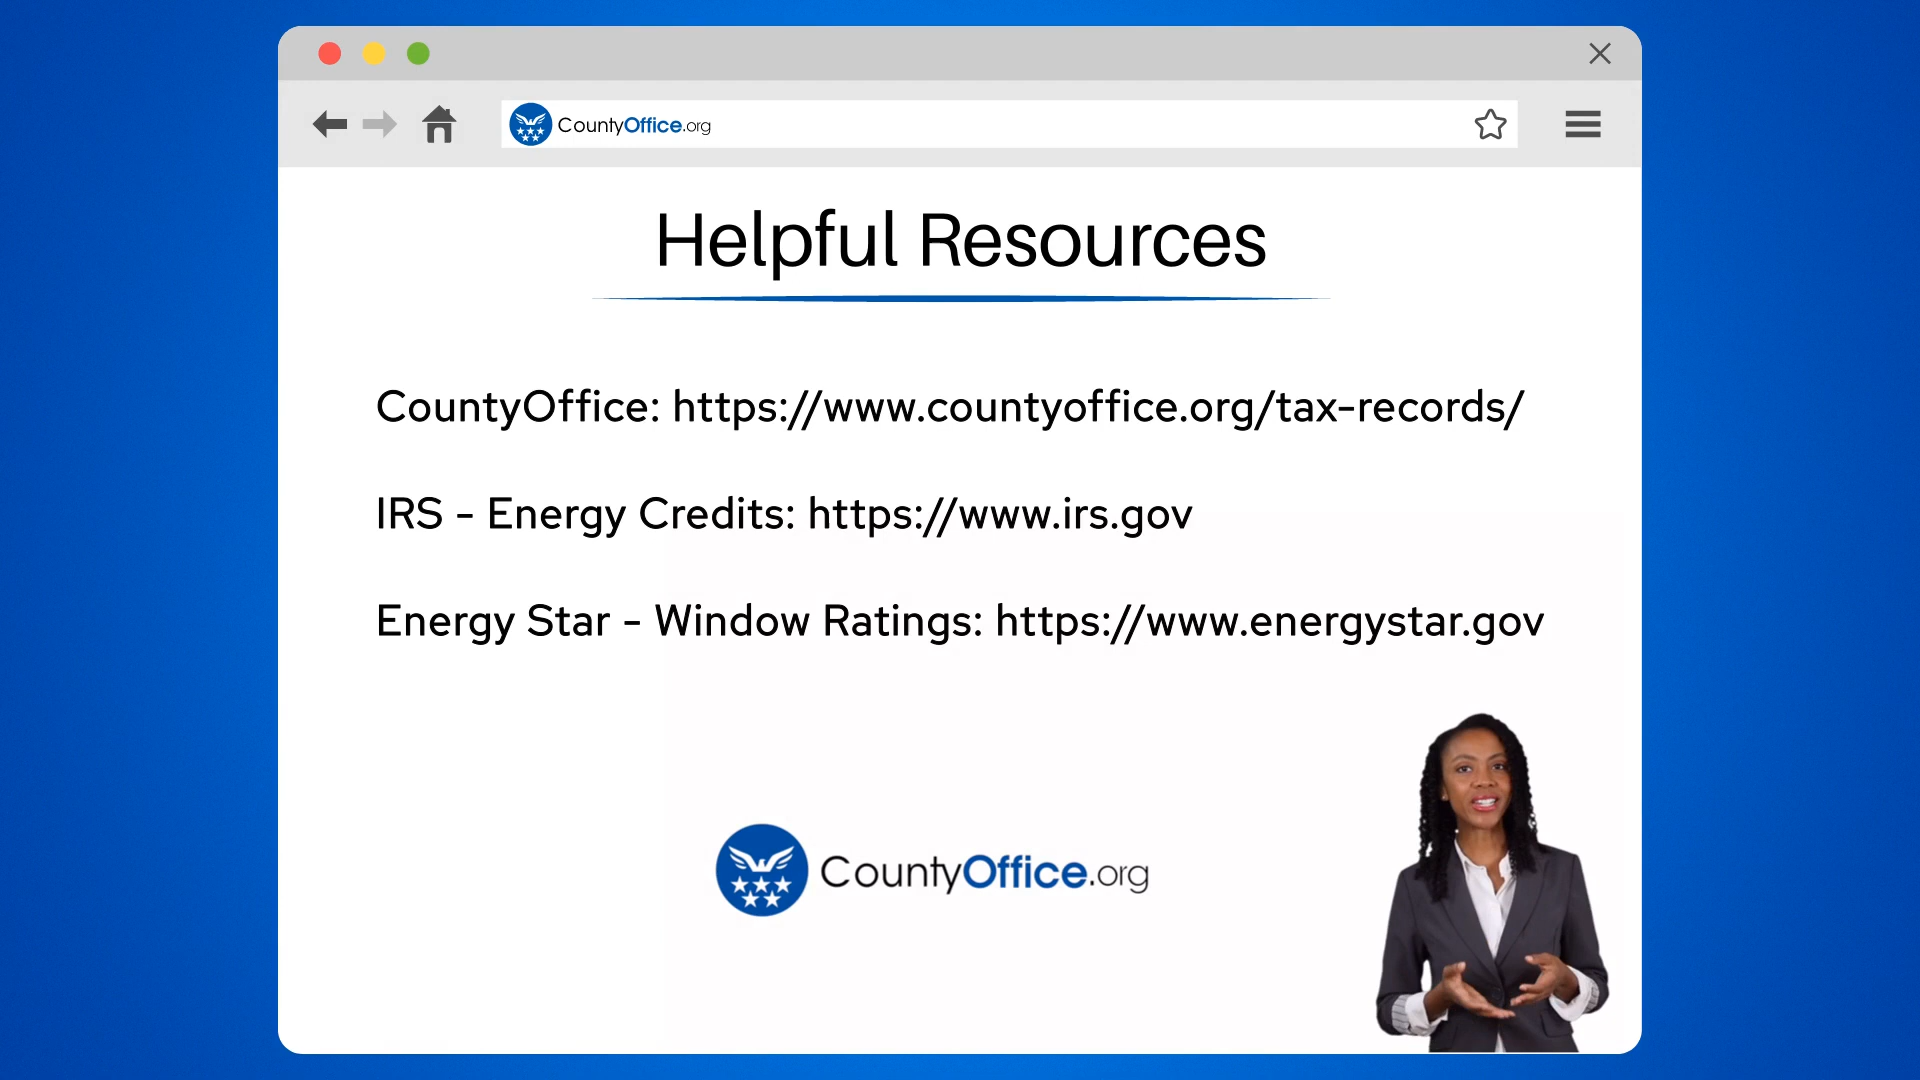 CountyOffice.org
Helpful Resources
CountyOffice: https://www.countyoffice.org/tax-records/
IRS - Energy Credits: https://www.irs.gov
Energy Star - Window Ratings: https://www.energystar.gov
CountyOffice.org